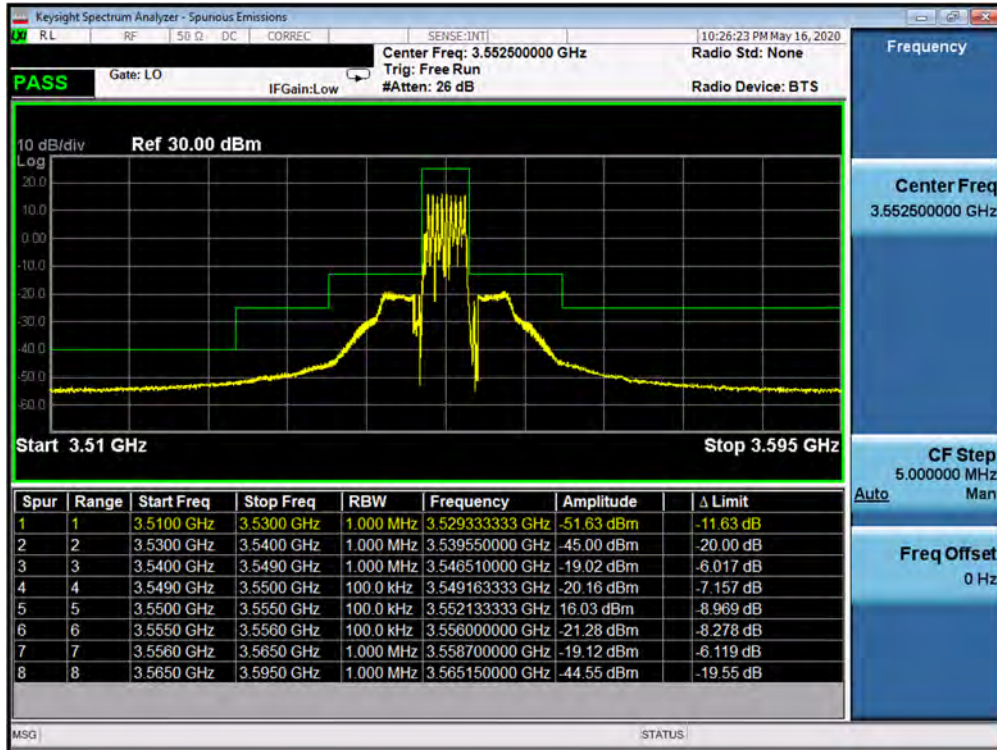 Keysight Spectrum Analyzer - Spurious Emissions
LXI RL RF 50 Ω DC CORREC SENSE:INT 10:26:23 PM May 16, 2020
Center Freq: 3.552500000 GHz Radio Std: None
PASS Gate: LO Trig: Free Run
IFGain:Low #Atten: 26 dB Radio Device: BTS
10 dB/div Ref 30.00 dBm
Log
20.0
10.0
0.00
-10.0
-20.0
-30.0
-40.0
-50.0
-60.0
Start 3.51 GHz Stop 3.595 GHz
Spur Range Start Freq Stop Freq RBW Frequency Amplitude Δ Limit
1 1 3.5100 GHz 3.5300 GHz 1.000 MHz 3.529333333 GHz -51.63 dBm -11.63 dB
2 2 3.5300 GHz 3.5400 GHz 1.000 MHz 3.539550000 GHz -45.00 dBm -20.00 dB
3 3 3.5400 GHz 3.5490 GHz 1.000 MHz 3.546510000 GHz -19.02 dBm -6.017 dB
4 4 3.5490 GHz 3.5500 GHz 100.0 kHz 3.549163333 GHz -20.16 dBm -7.157 dB
5 5 3.5500 GHz 3.5550 GHz 100.0 kHz 3.552133333 GHz 16.03 dBm -8.969 dB
6 6 3.5550 GHz 3.5560 GHz 100.0 kHz 3.556000000 GHz -21.28 dBm -8.278 dB
7 7 3.5560 GHz 3.5650 GHz 1.000 MHz 3.558700000 GHz -19.12 dBm -6.119 dB
8 8 3.5650 GHz 3.5950 GHz 1.000 MHz 3.565150000 GHz -44.55 dBm -19.55 dB
MSG STATUS
Frequency
Center Freq
3.552500000 GHz
CF Step
5.000000 MHz
Auto Man
Freq Offset
0 Hz